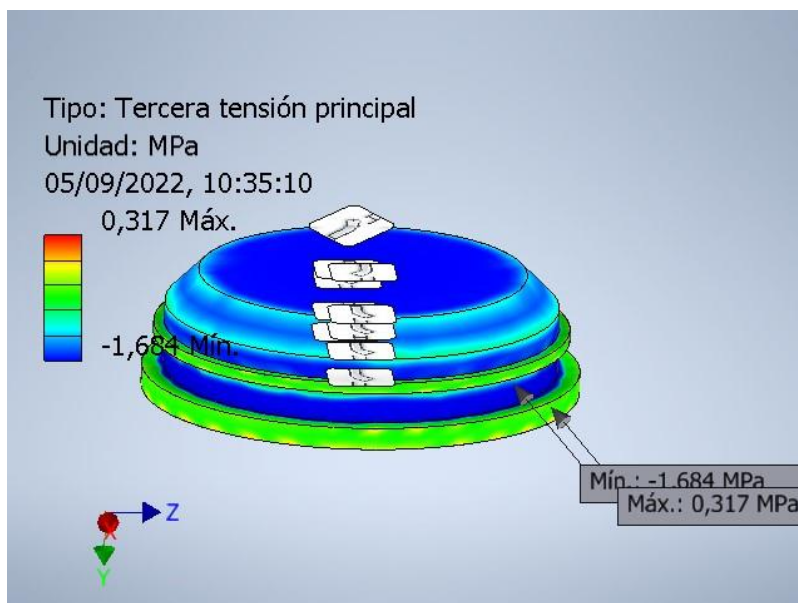 Tipo: Tercera tensión principal
Unidad: MPa
05/09/2022, 10:35:10
0,317 Máx.
-1,684 Mín.
Mín.: -1,684 MPa
Máx.: 0,317 MPa
Z
X
Y